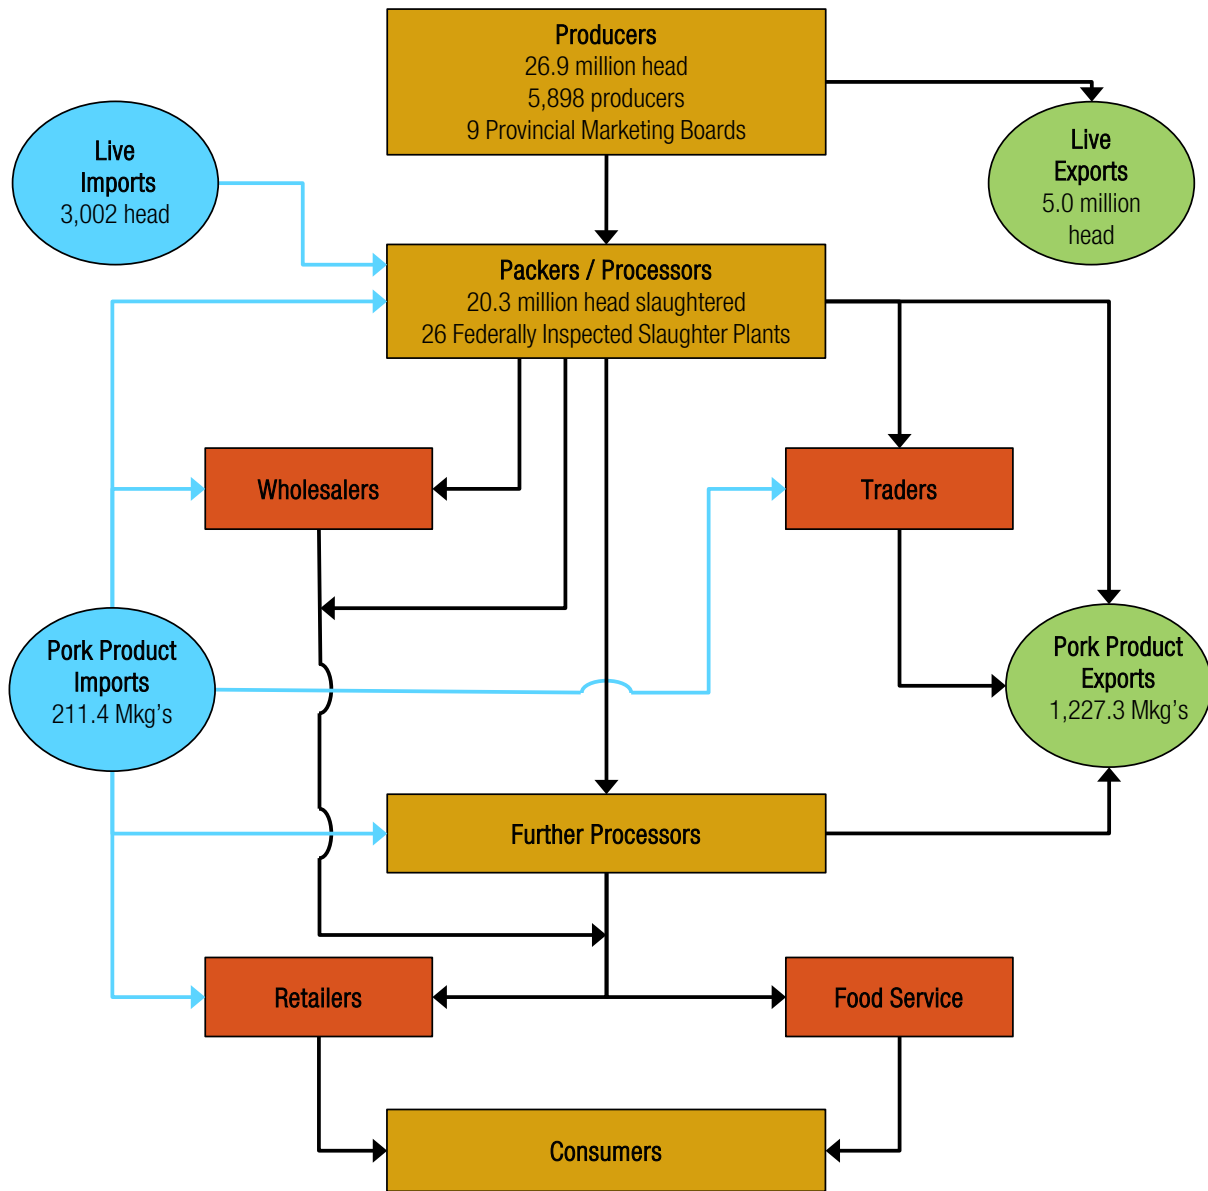 Producers
26.9 million head
5,898 producers
9 Provincial Marketing Boards
Live
Imports
3,002 head
Live
Exports
5.0 million
head
Packers / Processors
20.3 million head slaughtered
26 Federally Inspected Slaughter Plants
Wholesalers
Traders
Pork Product
Imports
211.4 Mkg's
Pork Product
Exports
1,227.3 Mkg's
Further Processors
Retailers
Food Service
Consumers